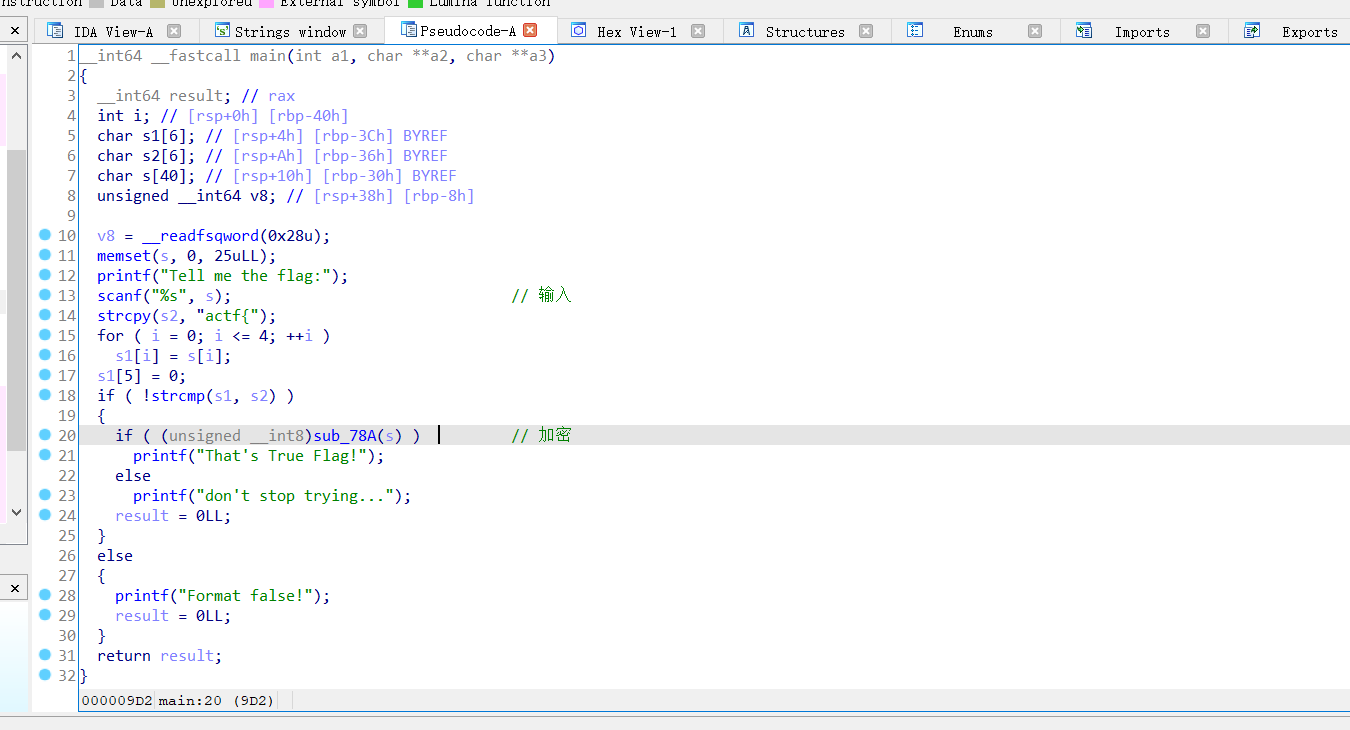 nstruction Data Unexplored External symbol Lumina function
IDA View-A Strings window Pseudocode-A Hex View-1 Structures Enums Imports Exports
1 __int64 __fastcall main(int a1, char **a2, char **a3)
2 {
3   __int64 result; // rax
4   int i; // [rsp+0h] [rbp-40h]
5   char s1[6]; // [rsp+4h] [rbp-3Ch] BYREF
6   char s2[6]; // [rsp+Ah] [rbp-36h] BYREF
7   char s[40]; // [rsp+10h] [rbp-30h] BYREF
8   unsigned __int64 v8; // [rsp+38h] [rbp-8h]
9
10   v8 = __readfsqword(0x28u);
11   memset(s, 0, 25uLL);
12   printf("Tell me the flag:");
13   scanf("%s", s); // 输入
14   strcpy(s2, "actf{");
15   for ( i = 0; i <= 4; ++i )
16     s1[i] = s[i];
17   s1[5] = 0;
18   if ( !strcmp(s1, s2) )
19   {
20     if ( (unsigned __int8)sub_78A(s) ) // 加密
21       printf("That's True Flag!");
22     else
23       printf("don't stop trying...");
24     result = 0LL;
25   }
26   else
27   {
28     printf("Format false!");
29     result = 0LL;
30   }
31   return result;
32 }
000009D2 main:20 (9D2)